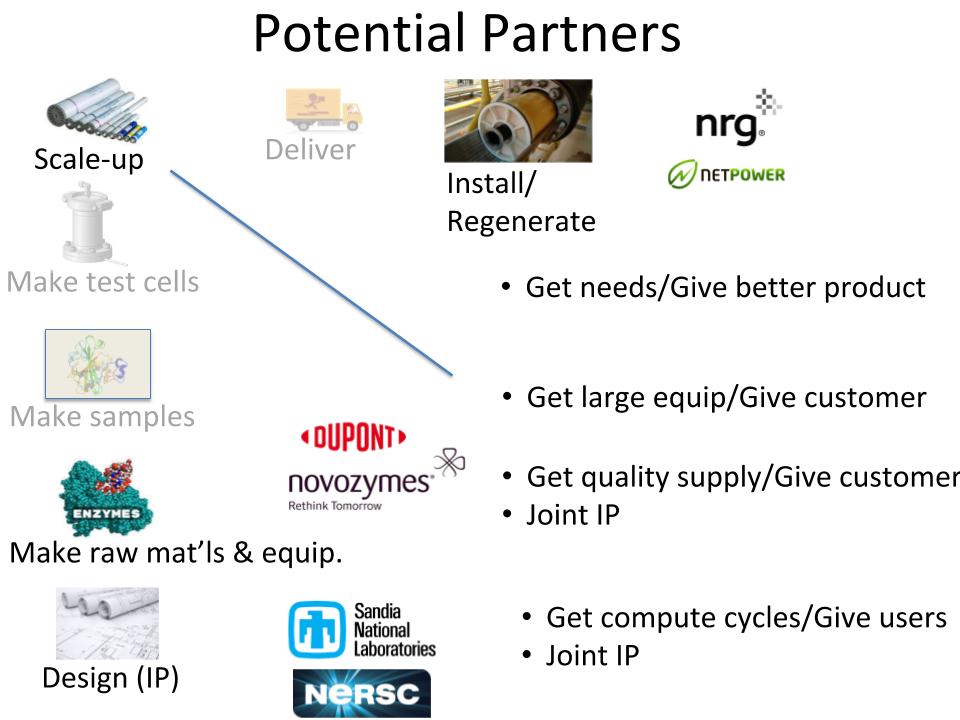 Potential Partners
Scale-up
Deliver
Install/
Regenerate
nrg®
NETPOWER
Make test cells
• Get needs/Give better product
Make samples
• Get large equip/Give customer
DUPONT
novozymes®
Rethink Tomorrow
• Get quality supply/Give customer
• Joint IP
ENZYMES
Make raw mat’ls & equip.
Sandia
National
Laboratories
• Get compute cycles/Give users
• Joint IP
Design (IP)
NERSC